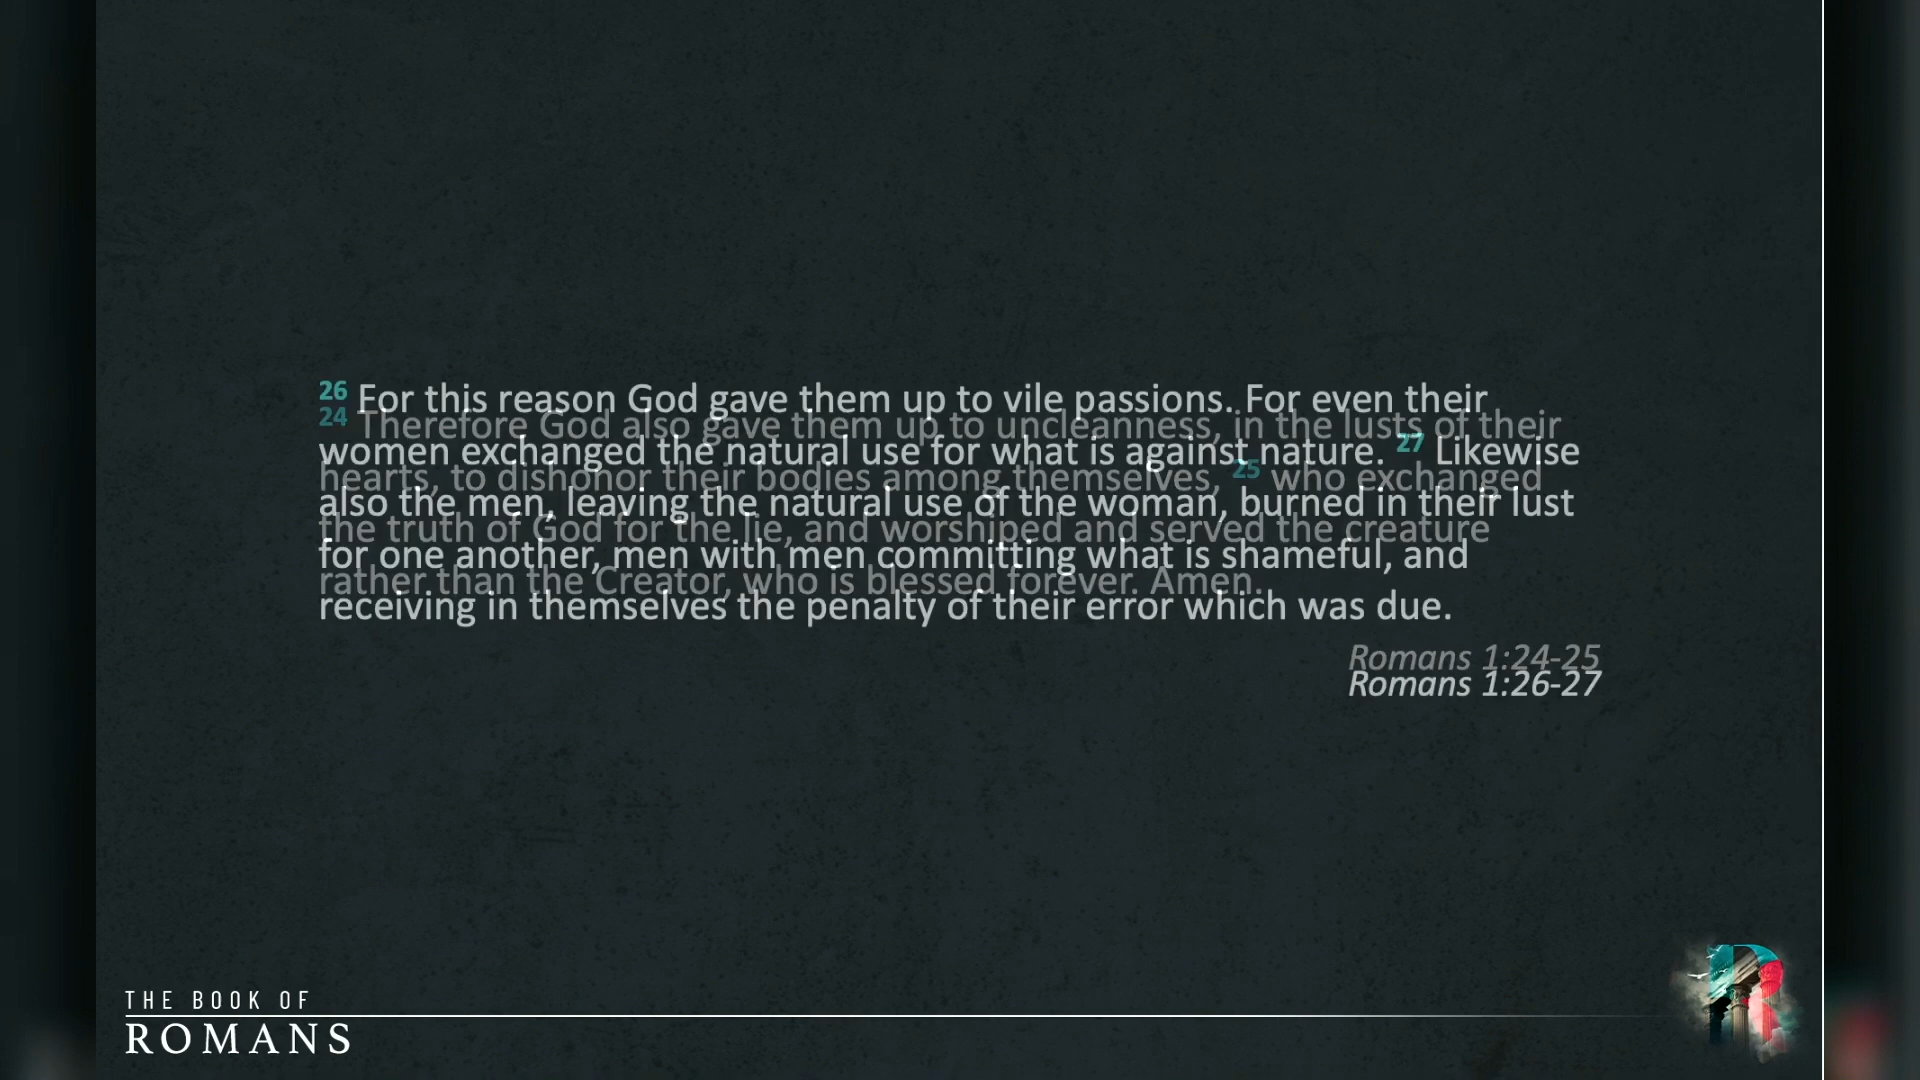 26 For this reason God gave them up to vile passions. For even their
women exchanged the natural use for what is against nature. 27 Likewise
also the men, leaving the natural use of the woman, burned in their lust
for one another, men with men committing what is shameful, and
receiving in themselves the penalty of their error which was due.
Romans 1:26-27
24 Therefore God also gave them up to uncleanness, in the lusts of their
hearts, to dishonor their bodies among themselves, 25 who exchanged
the truth of God for the lie, and worshiped and served the creature
rather than the Creator, who is blessed forever. Amen.
Romans 1:24-25
THE BOOK OF
ROMANS
R